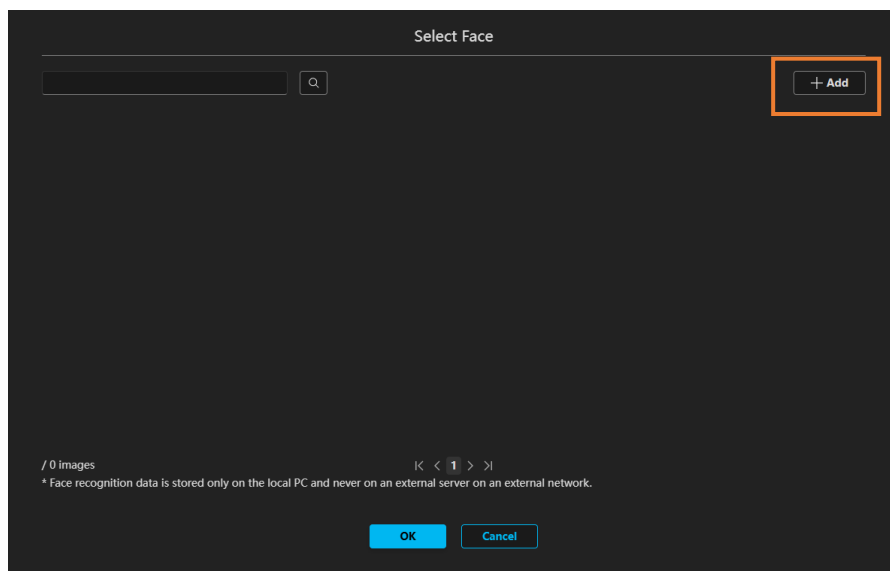 Select Face
+ Add
/ 0 images
1
* Face recognition data is stored only on the local PC and never on an external server on an external network.
OK
Cancel